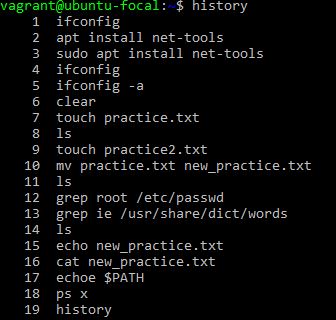 vagrant@ubuntu-focal:~$ history
1 ifconfig
2 apt install net-tools
3 sudo apt install net-tools
4 ifconfig
5 ifconfig -a
6 clear
7 touch practice.txt
8 ls
9 touch practice2.txt
10 mv practice.txt new_practice.txt
11 ls
12 grep root /etc/passwd
13 grep ie /usr/share/dict/words
14 ls
15 echo new_practice.txt
16 cat new_practice.txt
17 echoe $PATH
18 ps x
19 history